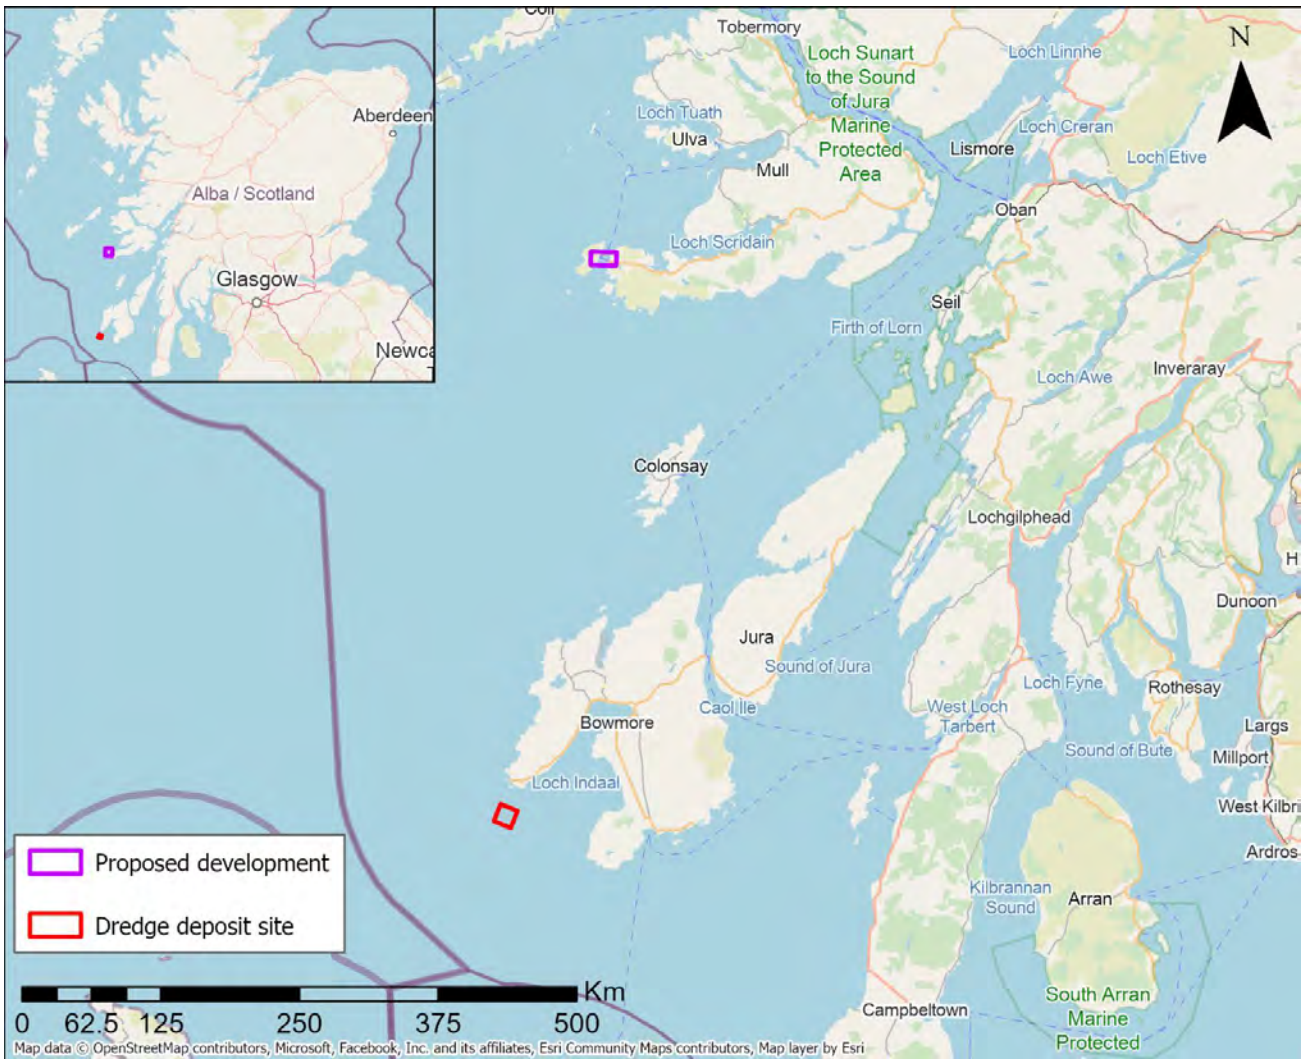 Coll
Tobermory
Loch Sunart
to the Sound
of Jura
Marine
Protected
Area
Loch Linnhe
N
Loch Tuath
Ulva
Loch Creran
Lismore
Loch Etive
Mull
Oban
Loch Scridain
Aberdeen
Alba / Scotland
Glasgow
Newca
Seil
Firth of Lorn
Inveraray
Loch Awe
Colonsay
Lochgilphead
H
Dunoon
Jura
Sound of Jura
Loch Fyne
Rothesay
Caol Ile
West Loch
Tarbert
Bowmore
Largs
Sound of Bute
Millport
Loch Indaal
West Kilbri
Ardros
Kilbrannan
Sound
Arran
South Arran
Marine
Protected
Campbeltown
Proposed development
Dredge deposit site
Km
0 62.5 125 250 375 500
Map data © OpenStreetMap contributors, Microsoft, Facebook, Inc. and its affiliates, Esri Community Maps contributors, Map layer by Esri